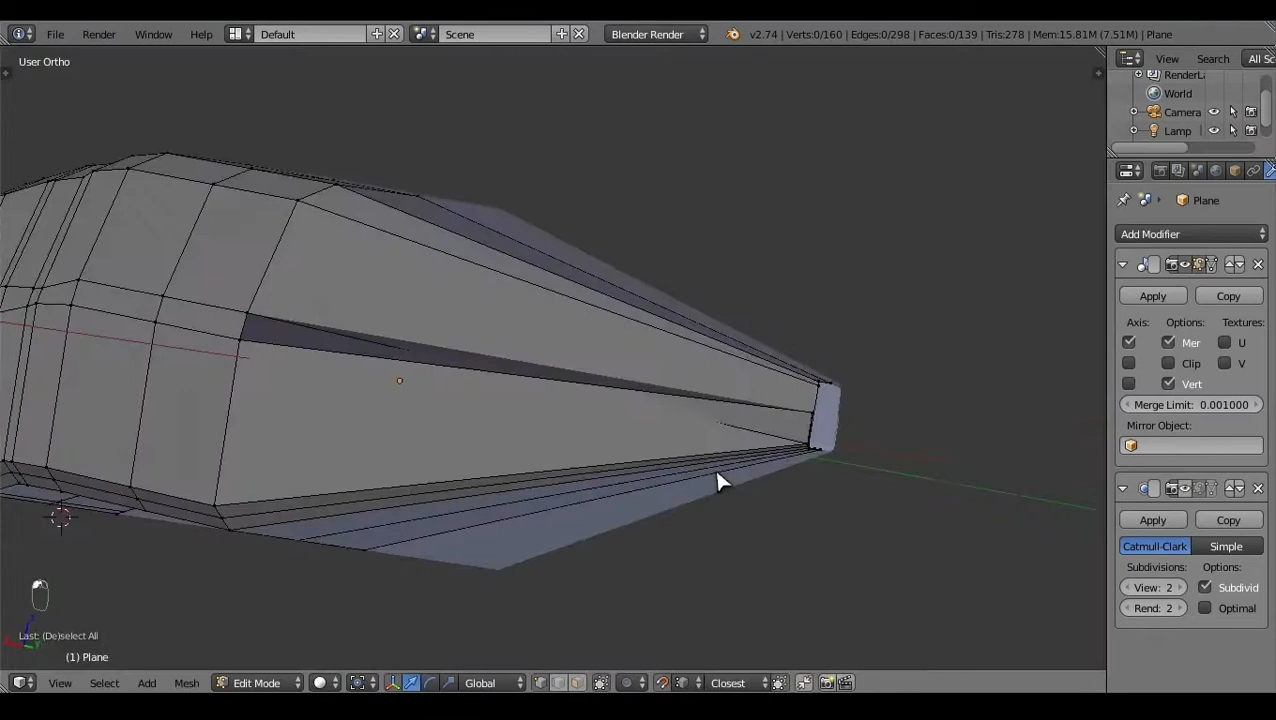 File Render Window Help Default Scene Blender Render v2.74 | Verts:0/160 | Edges:0/298 | Faces:0/139 | Tris:278 | Mem:15.81M (7.51M) | Plane
User Ortho
View Search All Sc
RenderLa
World
Camera
Lamp
Plane
Add Modifier
Apply Copy
Axis: Options: Textures:
Mer U
Clip V
Vert
Merge Limit: 0.001000
Mirror Object:
Apply Copy
Catmull-Clark Simple
Subdivisions: Options:
View: 2 Subdivid
Rend: 2 Optimal
Last: (De)select All
(1) Plane
View Select Add Mesh Edit Mode Global Closest